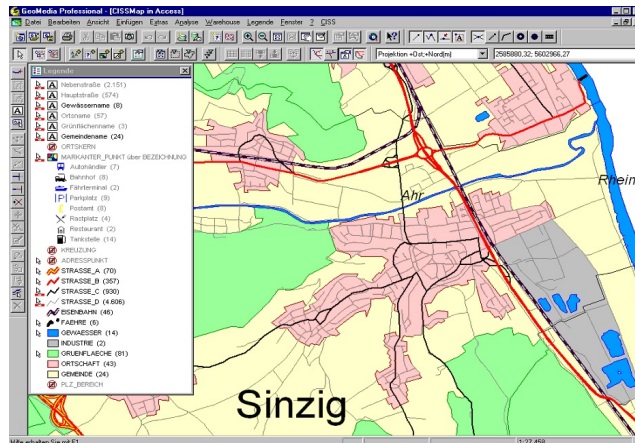 GeoMedia Professional - [CISSMap in Access]
Datei Bearbeiten Ansicht Einfügen Extras Analyse Warehouse Legende Fenster ? CISS
Projektion +Ost;+Nord(m)
2585880,32; 5602966,27
Legende
Nebenstraße (2.151)
Hauptstraße (574)
Gewässername (8)
Ortsname (57)
Grünflächenname (3)
Gemeindename (24)
ORTSKERN
MARKANTER_PUNKT über BEZEICHNUNG
Autohändler (7)
Bahnhof (8)
Fährterminal (2)
P Parkplatz (9)
Postamt (6)
Rastplatz (4)
Restaurant (2)
Tankstelle (14)
KREUZUNG
ADRESSPUNKT
STRASSE_A (70)
STRASSE_B (357)
STRASSE_C (930)
STRASSE_D (4.606)
EISENBAHN (46)
FAEHRE (6)
GEWAESSER (14)
INDUSTRIE (2)
GRUENFLAECHE (81)
ORTSCHAFT (43)
GEMEINDE (24)
PLZ_BEREICH
Ahr
Rhein
Sinzig
Hilfe erhalten Sie mit F1
1:27.458